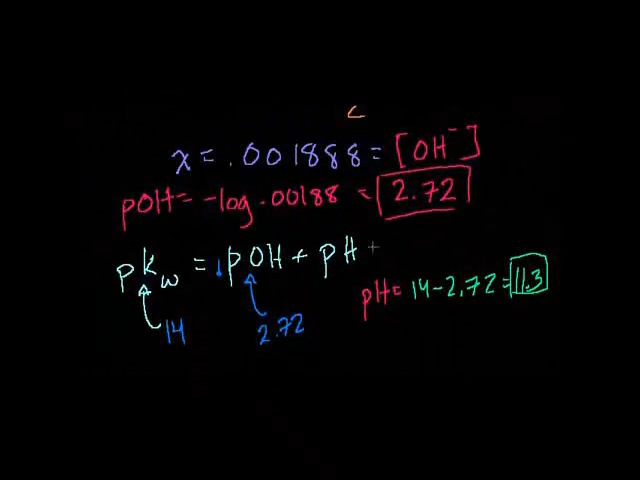 x = .001888 = [OH⁻]
pOH = -log .00188 = 2.72
pKw = pOH + pH
pH = 14 - 2.72 = 11.3
14
2.72